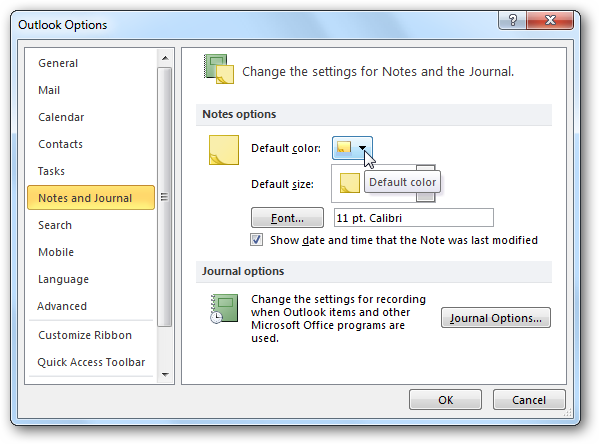 Outlook Options
General
Mail
Calendar
Contacts
Tasks
Notes and Journal
Search
Mobile
Language
Advanced
Customize Ribbon
Quick Access Toolbar
Change the settings for Notes and the Journal.
Notes options
Default color:
Default size:
Default color
Font...
11 pt. Calibri
Show date and time that the Note was last modified
Journal options
Change the settings for recording
when Outlook items and other
Microsoft Office programs are
used.
Journal Options...
OK
Cancel